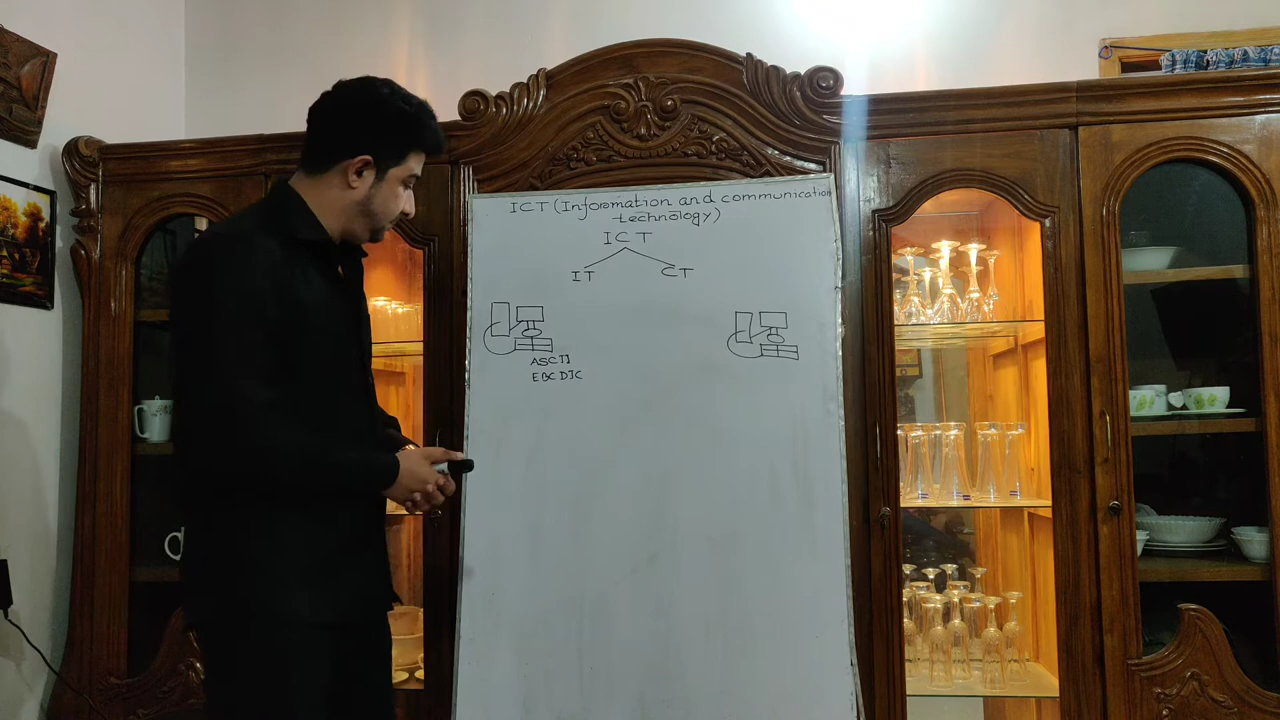 ICT (Information and communication
technology)
ICT
IT CT
ASCII
EBCDIC